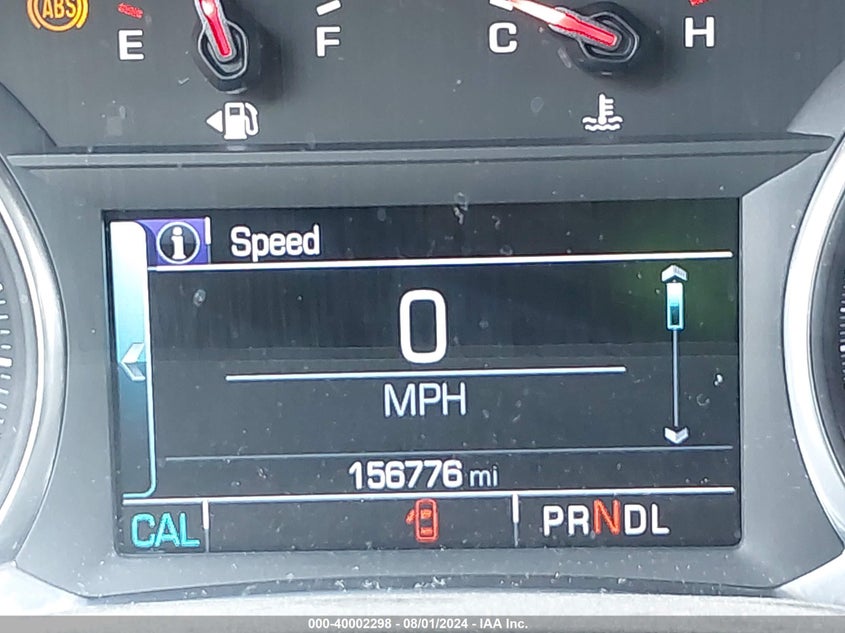 ABS
E F C H
Speed
0
MPH
156776 mi
CAL PRNDL
000-40002298 - 08/01/2024 - IAA Inc.